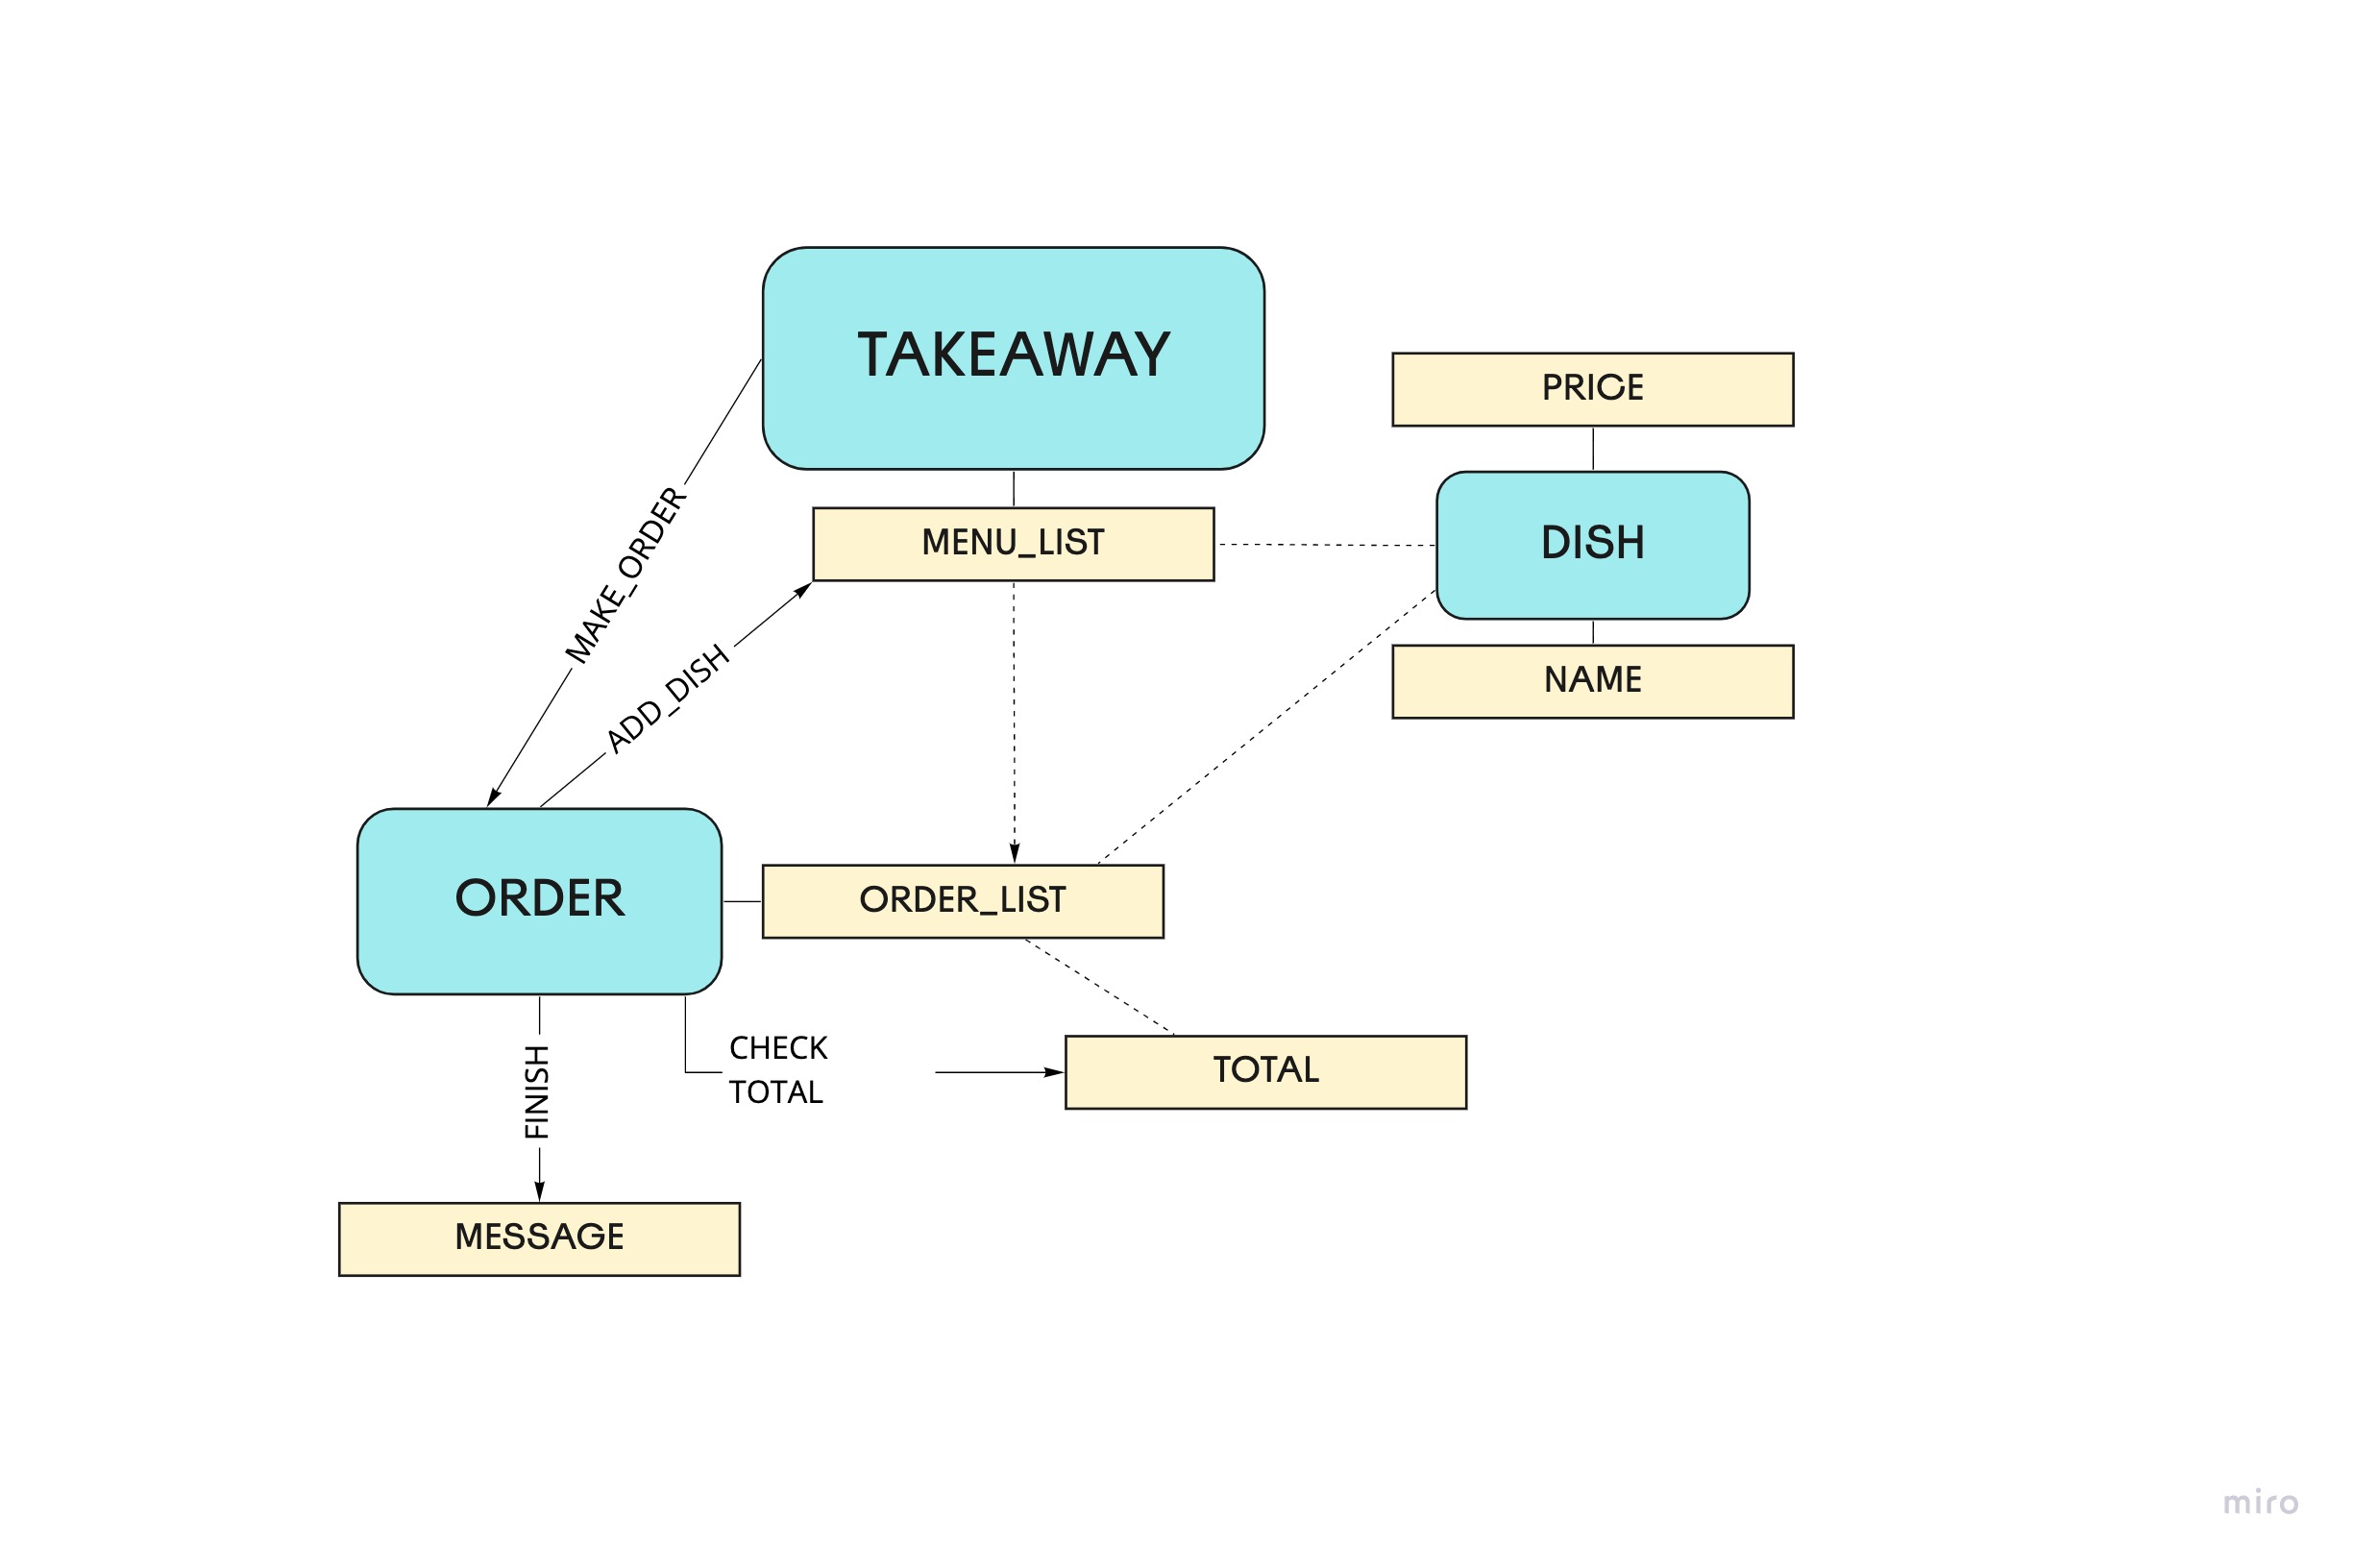 TAKEAWAY
PRICE
MENU_LIST
DISH
MAKE_ORDER
ADD_DISH
NAME
ORDER
ORDER_LIST
CHECK
TOTAL
TOTAL
FINISH
MESSAGE
miro